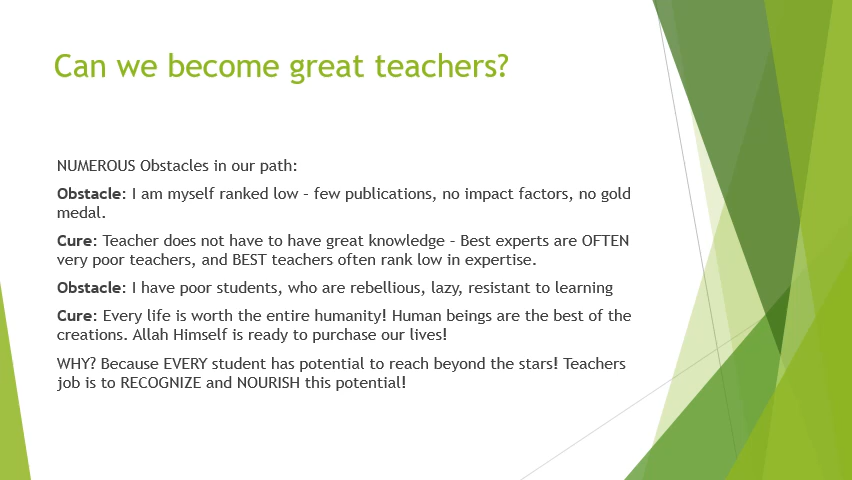 Can we become great teachers?
NUMEROUS Obstacles in our path:
Obstacle: I am myself ranked low – few publications, no impact factors, no gold
medal.
Cure: Teacher does not have to have great knowledge – Best experts are OFTEN
very poor teachers, and BEST teachers often rank low in expertise.
Obstacle: I have poor students, who are rebellious, lazy, resistant to learning
Cure: Every life is worth the entire humanity! Human beings are the best of the
creations. Allah Himself is ready to purchase our lives!
WHY? Because EVERY student has potential to reach beyond the stars! Teachers
job is to RECOGNIZE and NOURISH this potential!